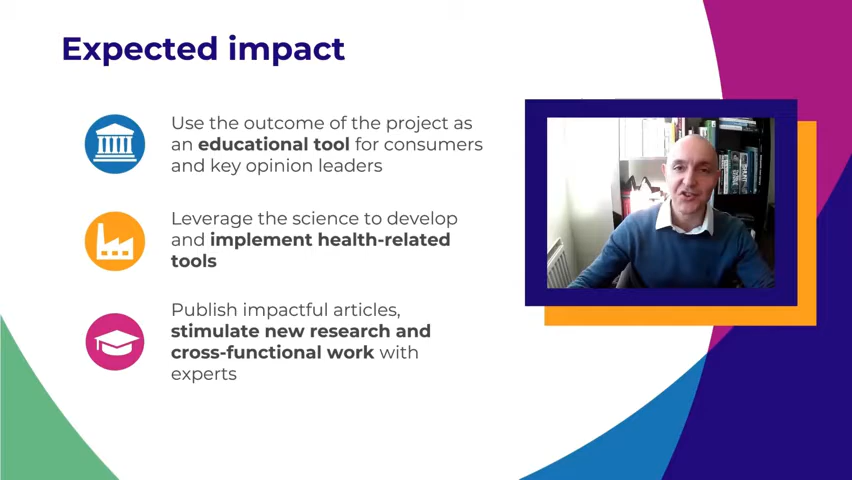 Expected impact
Use the outcome of the project as
an educational tool for consumers
and key opinion leaders
Leverage the science to develop
and implement health-related
tools
Publish impactful articles,
stimulate new research and
cross-functional work with
experts